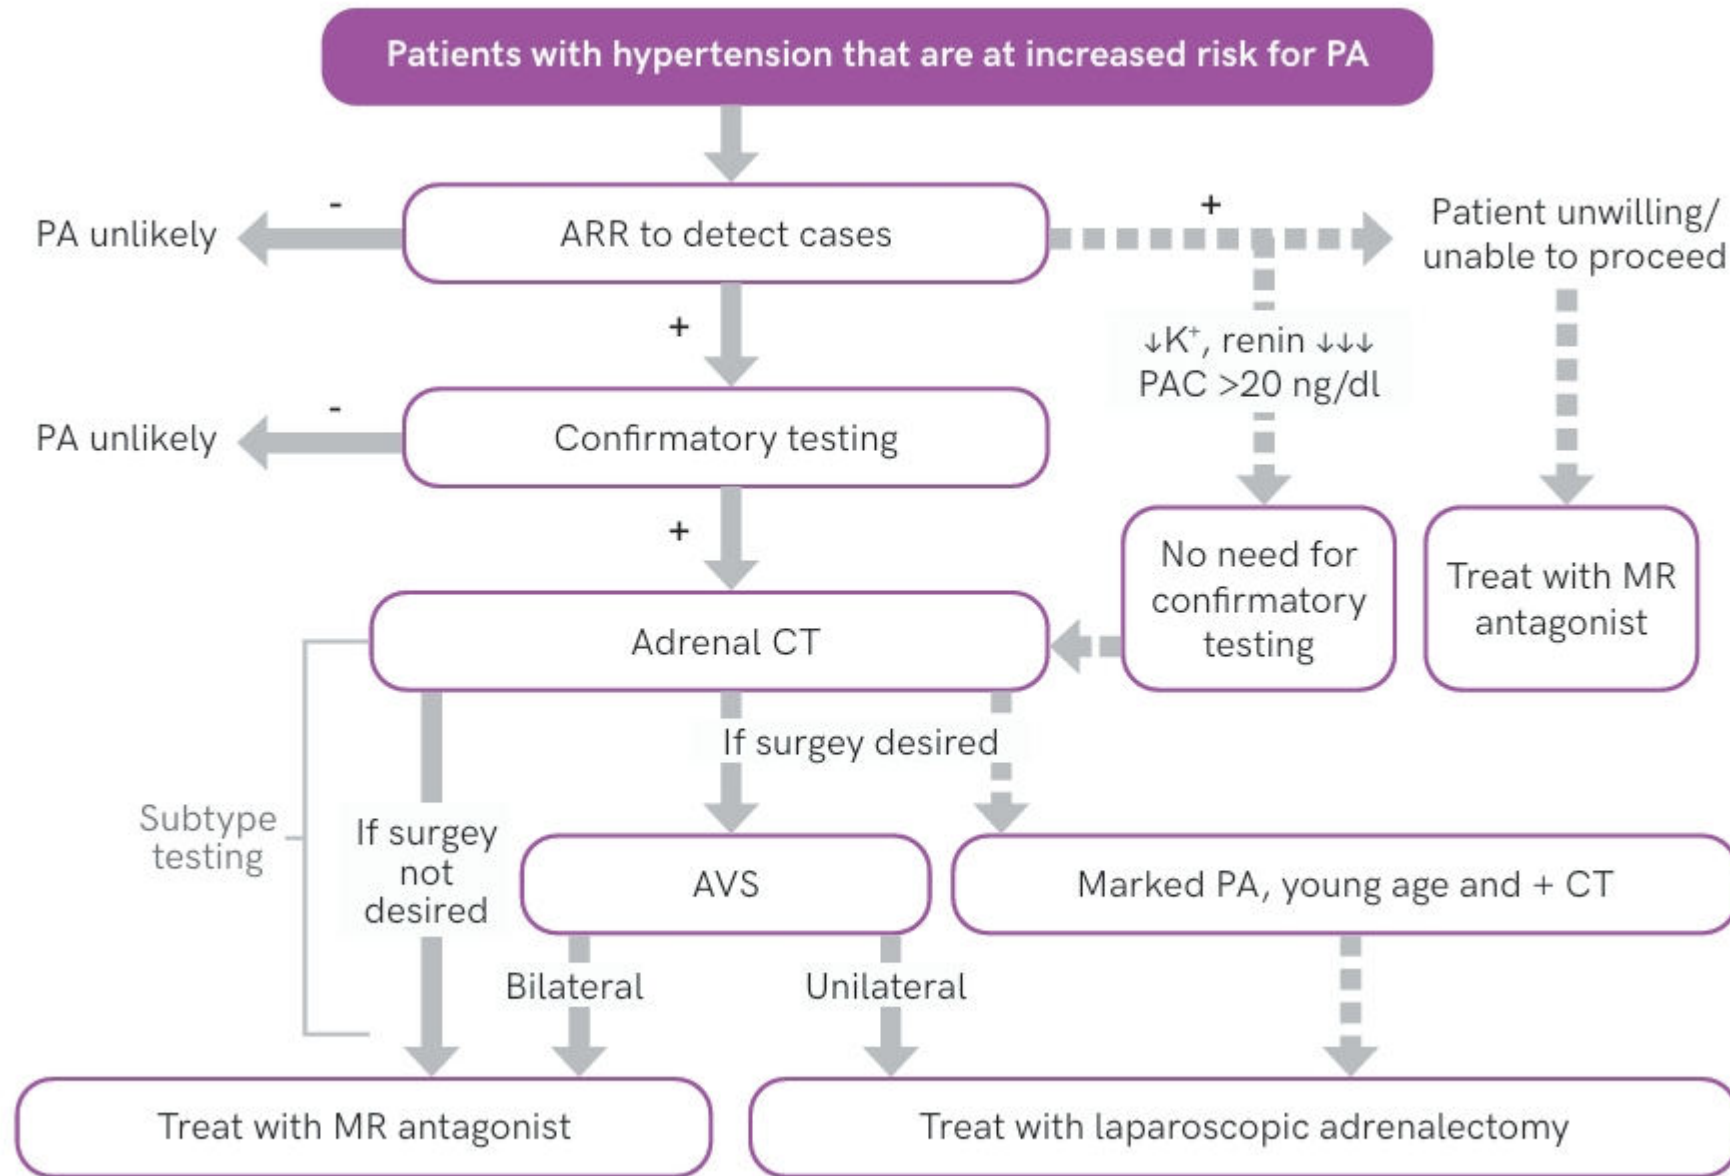 Patients with hypertension that are at increased risk for PA
-
PA unlikely
ARR to detect cases
+
Patient unwilling/
unable to proceed
+
↓K⁺, renin ↓↓↓
PAC >20 ng/dl
-
PA unlikely
Confirmatory testing
+
No need for
confirmatory
testing
Treat with MR
antagonist
Adrenal CT
If surgey desired
Subtype
testing
If surgey
not
desired
AVS
Marked PA, young age and + CT
Bilateral
Unilateral
Treat with MR antagonist
Treat with laparoscopic adrenalectomy